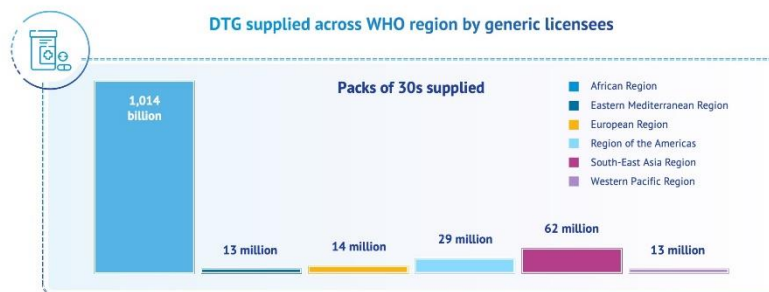 DTG supplied across WHO region by generic licensees
Packs of 30s supplied
1,014
billion
13 million
14 million
29 million
62 million
13 million
African Region
Eastern Mediterranean Region
European Region
Region of the Americas
South-East Asia Region
Western Pacific Region